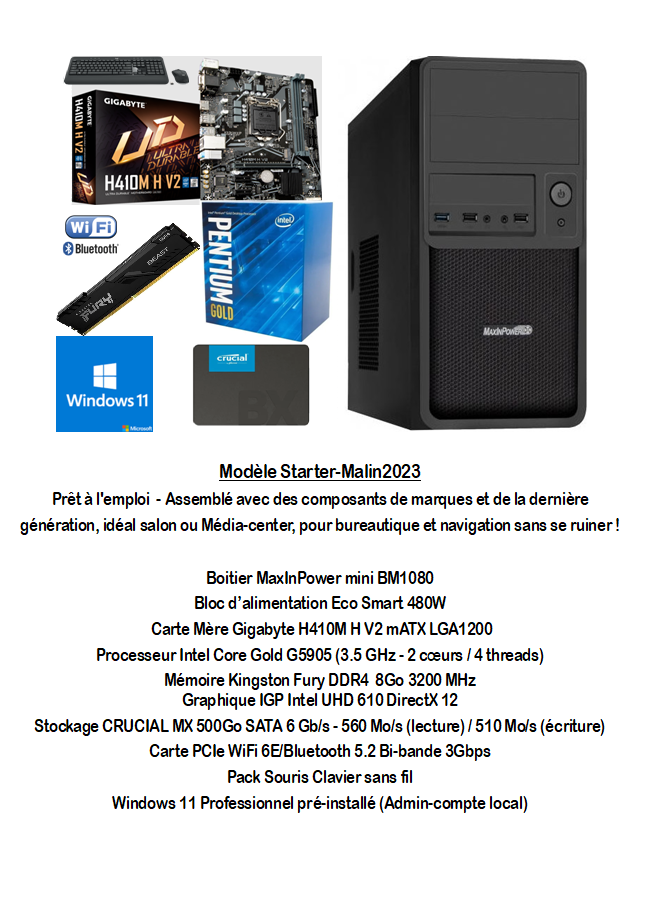 GIGABYTE
H410M H V2
UD
ULTRA
DURABLE
H410M H V2
WiFi
Bluetooth
FURY
BEAST
intel
PENTIUM
GOLD
Windows 11
Microsoft
crucial
BX
MAXINPOWER
Modèle Starter-Malin2023
Prêt à l'emploi - Assemblé avec des composants de marques et de la dernière
génération, idéal salon ou Média-center, pour bureautique et navigation sans se ruiner !
Boitier MaxInPower mini BM1080
Bloc d’alimentation Eco Smart 480W
Carte Mère Gigabyte H410M H V2 mATX LGA1200
Processeur Intel Core Gold G5905 (3.5 GHz - 2 cœurs / 4 threads)
Mémoire Kingston Fury DDR4 8Go 3200 MHz
Graphique IGP Intel UHD 610 DirectX 12
Stockage CRUCIAL MX 500Go SATA 6 Gb/s - 560 Mo/s (lecture) / 510 Mo/s (écriture)
Carte PCIe WiFi 6E/Bluetooth 5.2 Bi-bande 3Gbps
Pack Souris Clavier sans fil
Windows 11 Professionnel pré-installé (Admin-compte local)